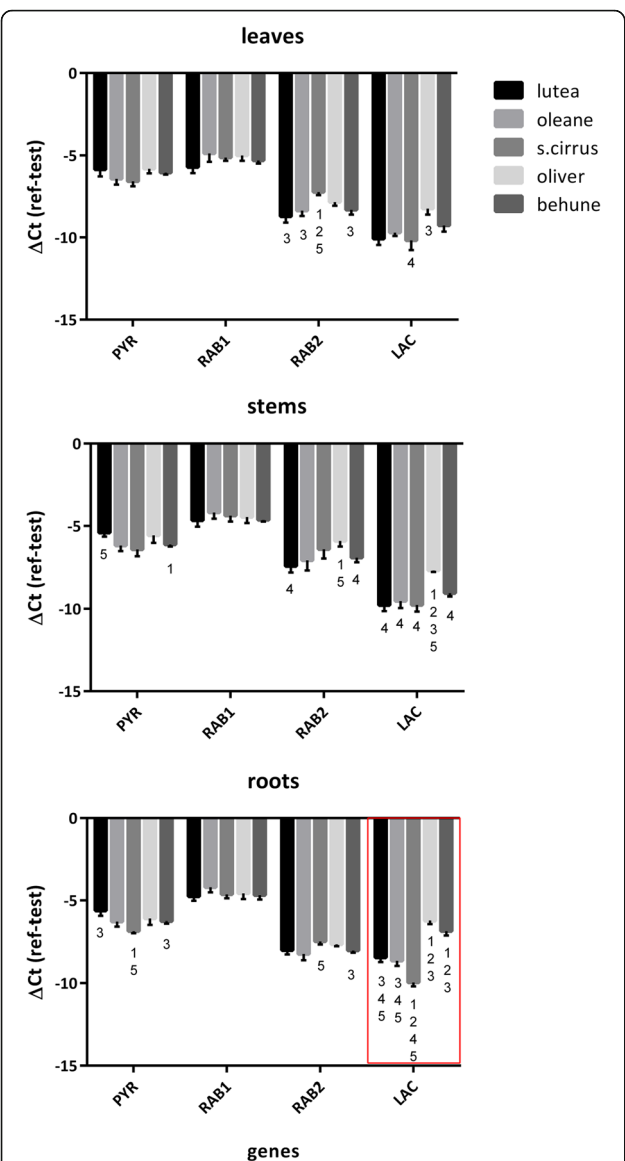 leaves
ΔCt (ref-test)
0
-5
-10
-15
3 3 1 3 3
2
5 4
PYR RAB1 RAB2 LAC
lutea
oleane
s.cirrus
oliver
behune
stems
ΔCt (ref-test)
0
-5
-10
-15
5 1 4 1 4 4 4 4 1 4
5 2
3
5
PYR RAB1 RAB2 LAC
roots
ΔCt (ref-test)
0
-5
-10
-15
3 1 3 5 3 3 3 1 1 1
5 4 4 2 2 2
5 5 4 3 3
5
PYR RAB1 RAB2 LAC
genes